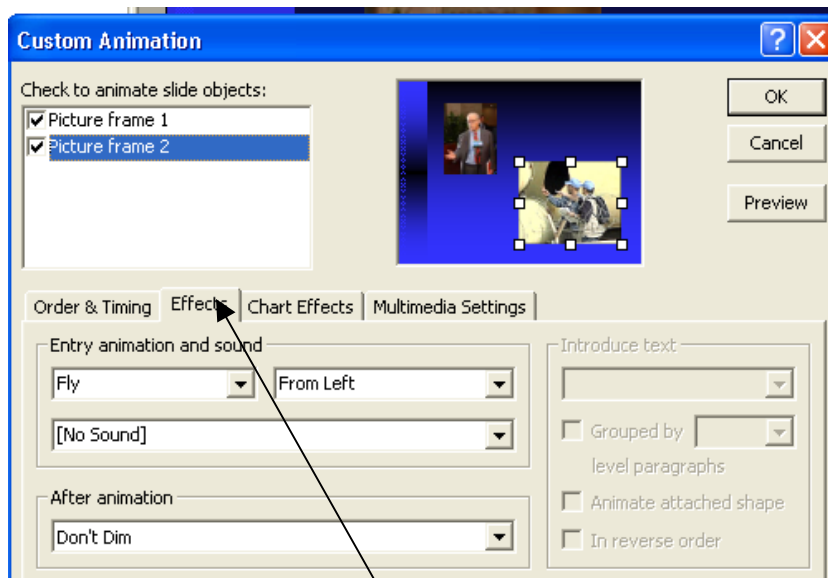 Custom Animation
Check to animate slide objects:
Picture frame 1
Picture frame 2
OK
Cancel
Preview
Order & Timing
Effects
Chart Effects
Multimedia Settings
Entry animation and sound
Fly
From Left
[No Sound]
After animation
Don't Dim
Introduce text
Grouped by
level paragraphs
Animate attached shape
In reverse order